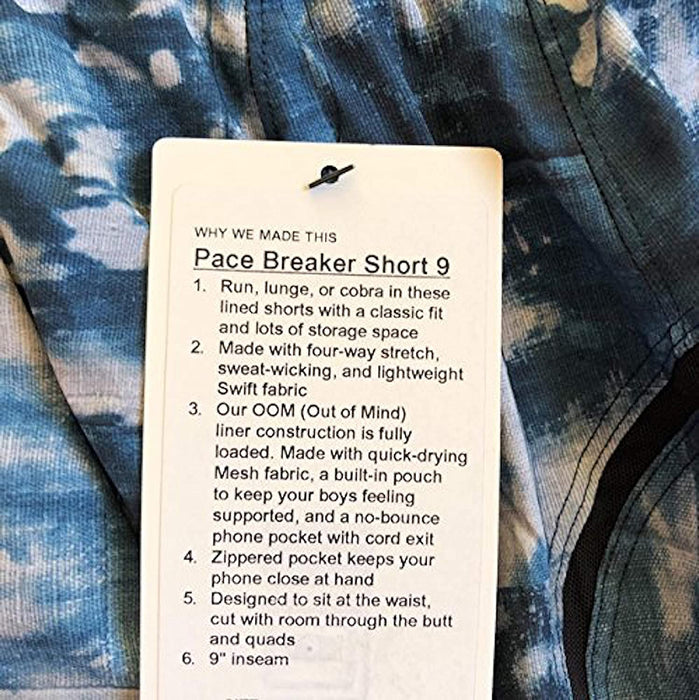 WHY WE MADE THIS
Pace Breaker Short 9
1. Run, lunge, or cobra in these
lined shorts with a classic fit
and lots of storage space
2. Made with four-way stretch,
sweat-wicking, and lightweight
Swift fabric
3. Our OOM (Out of Mind)
liner construction is fully
loaded. Made with quick-drying
Mesh fabric, a built-in pouch
to keep your boys feeling
supported, and a no-bounce
phone pocket with cord exit
4. Zippered pocket keeps your
phone close at hand
5. Designed to sit at the waist,
cut with room through the butt
and quads
6. 9" inseam